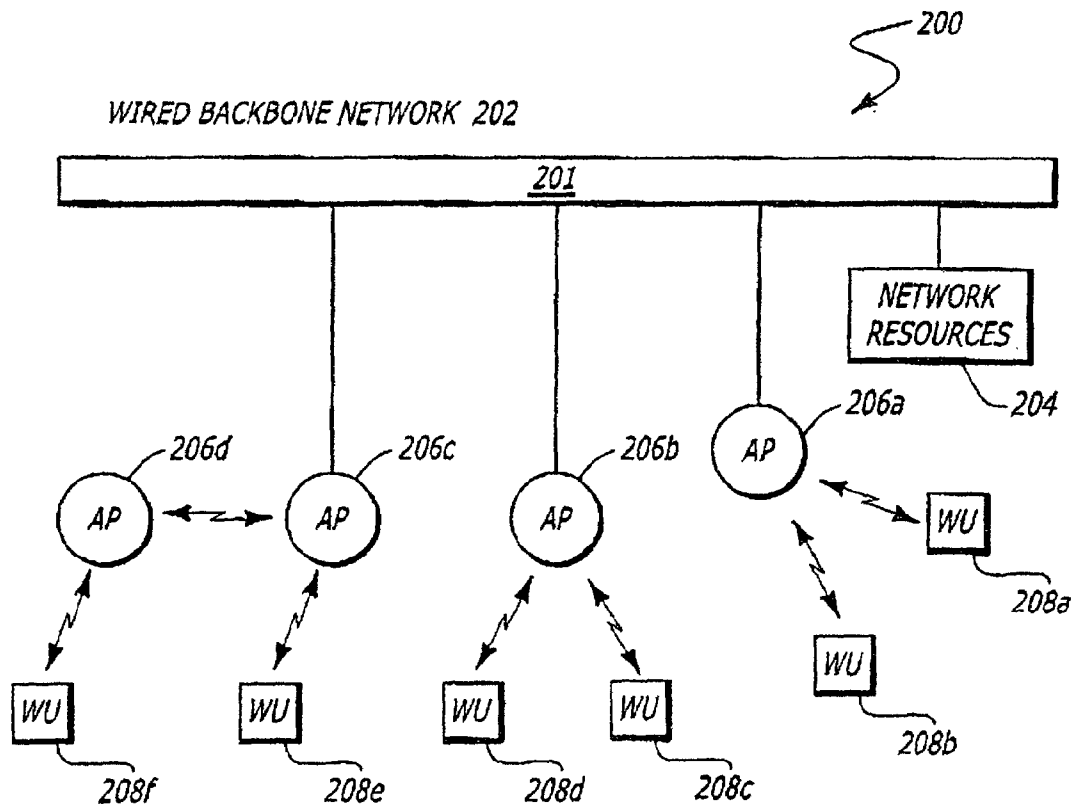 200
WIRED BACKBONE NETWORK 202
201
NETWORK
RESOURCES
204
206a
AP
206d
206c
206b
AP
AP
AP
WU
208a
WU
208b
WU
WU
WU
WU
208f
208e
208d
208c